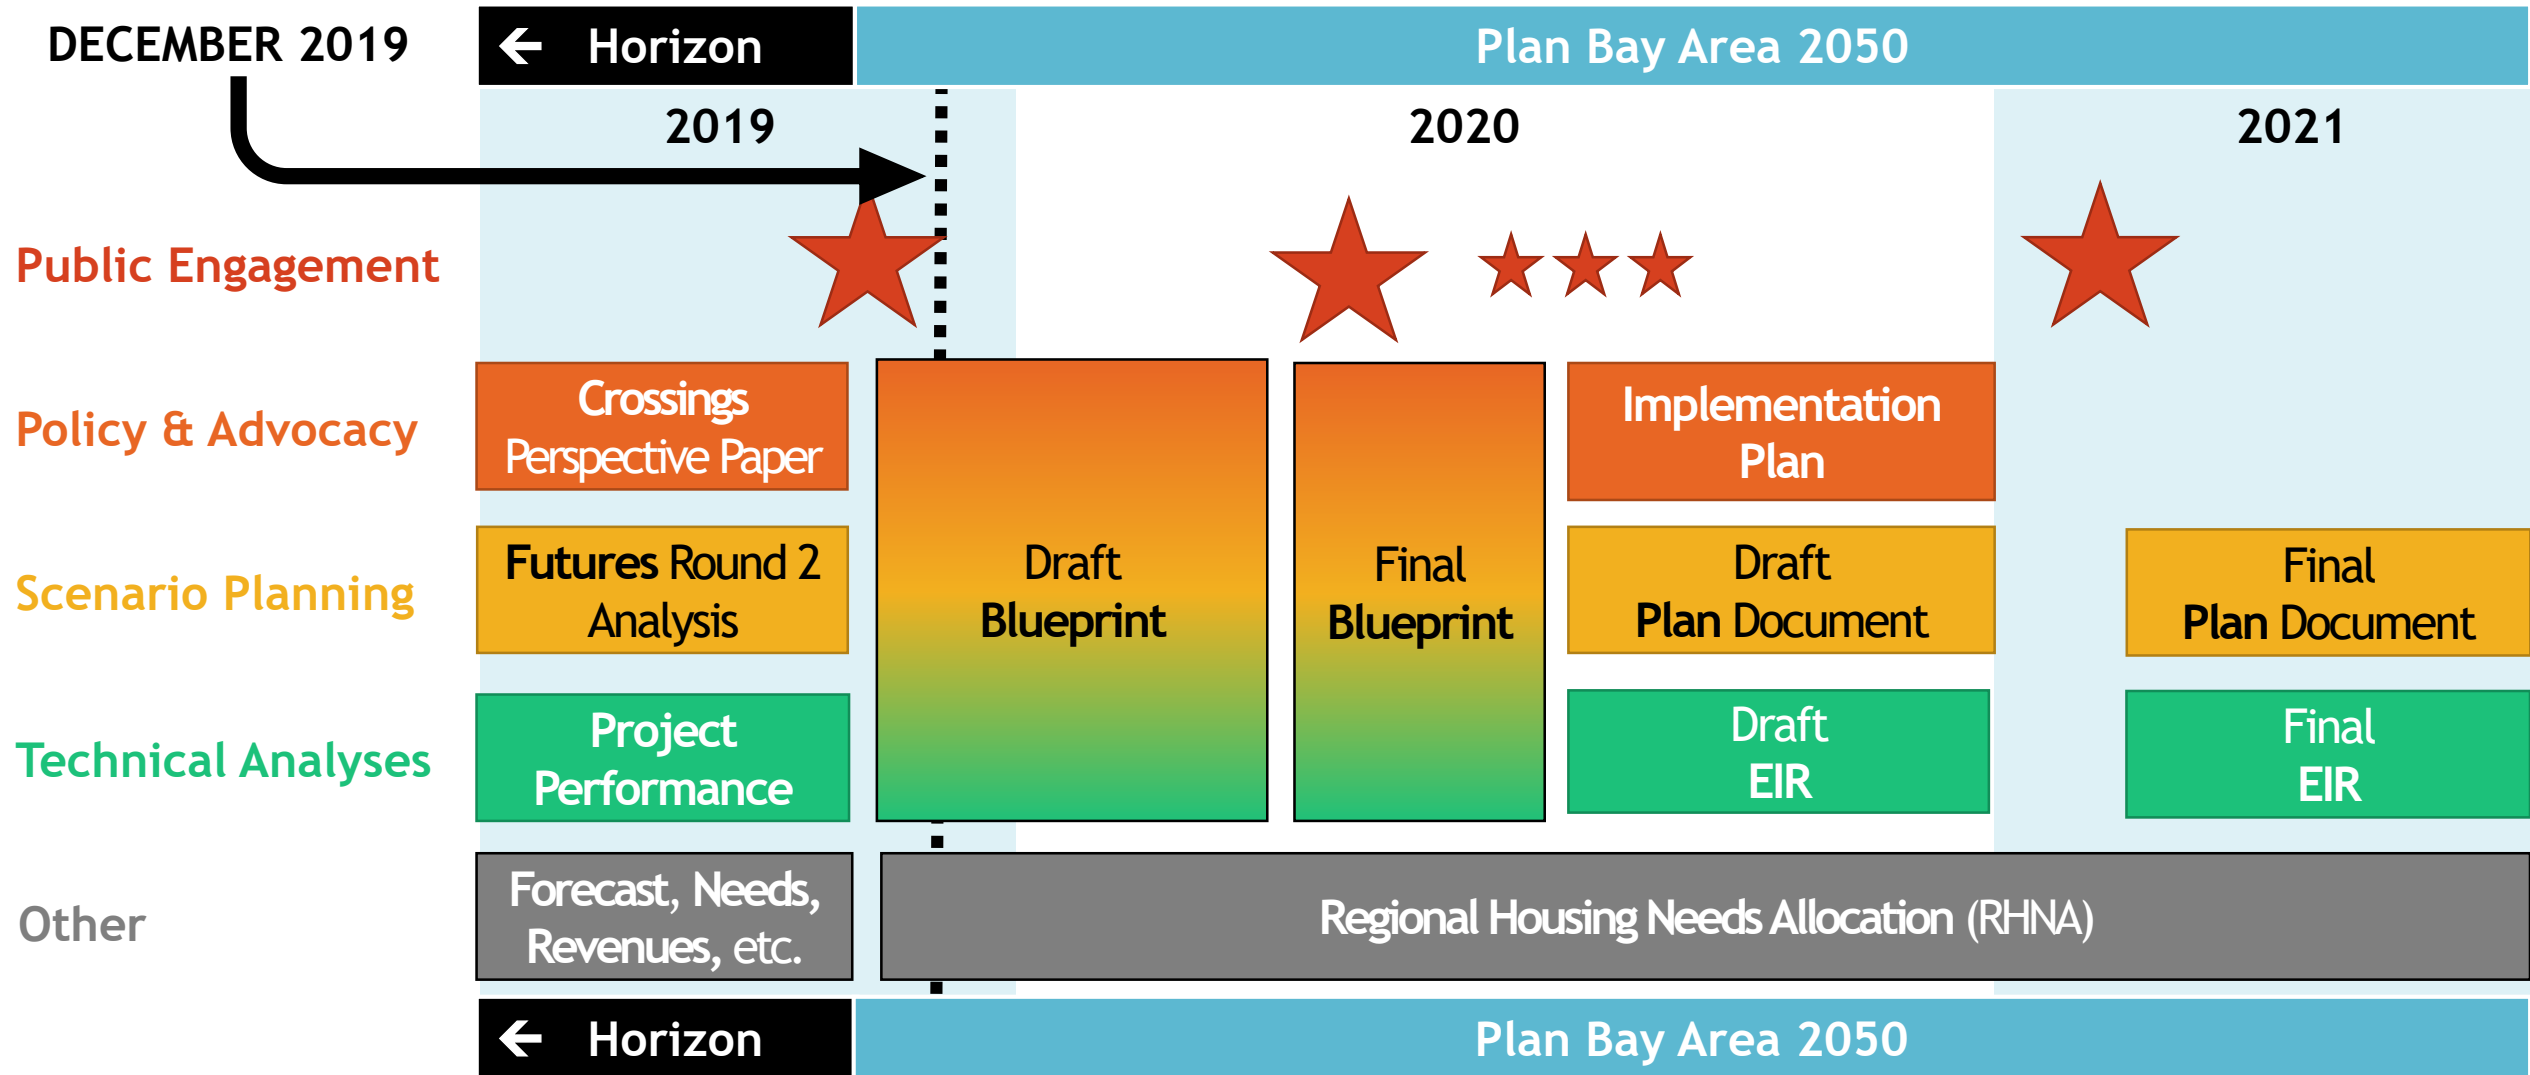 DECEMBER 2019
← Horizon
Plan Bay Area 2050
2019
2020
2021
Public Engagement
Policy & Advocacy
Crossings
Perspective Paper
Implementation
Plan
Scenario Planning
Futures Round 2
Analysis
Draft
Blueprint
Final
Blueprint
Draft
Plan Document
Final
Plan Document
Technical Analyses
Project
Performance
Draft
EIR
Final
EIR
Other
Forecast, Needs,
Revenues, etc.
Regional Housing Needs Allocation (RHNA)
← Horizon
Plan Bay Area 2050